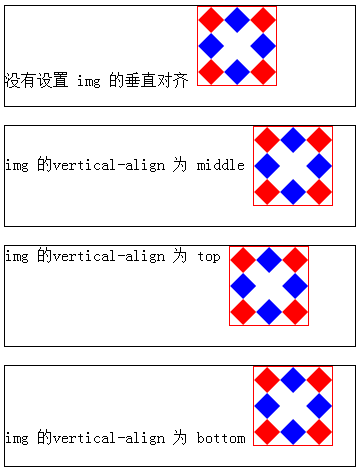 没有设置 img 的垂直对齐
img 的vertical-align 为 middle
img 的vertical-align 为 top
img 的vertical-align 为 bottom